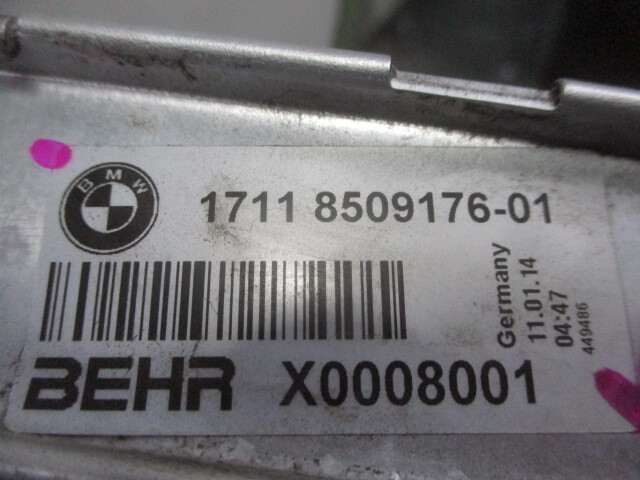 BMW
1711 8509176-01
BEHR X0008001
Germany
11.01.14
04:47
449486